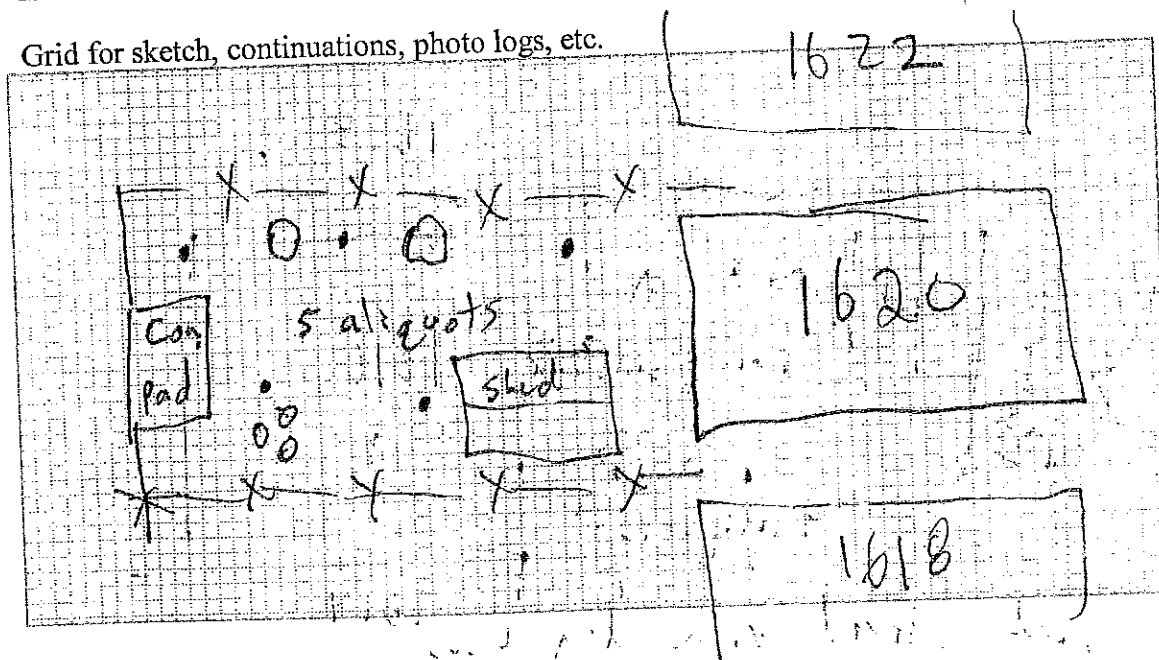 Grid for sketch, continuations, photo logs, etc.
1622
1620
5 aliquots
Con
Pad
Shed
1618